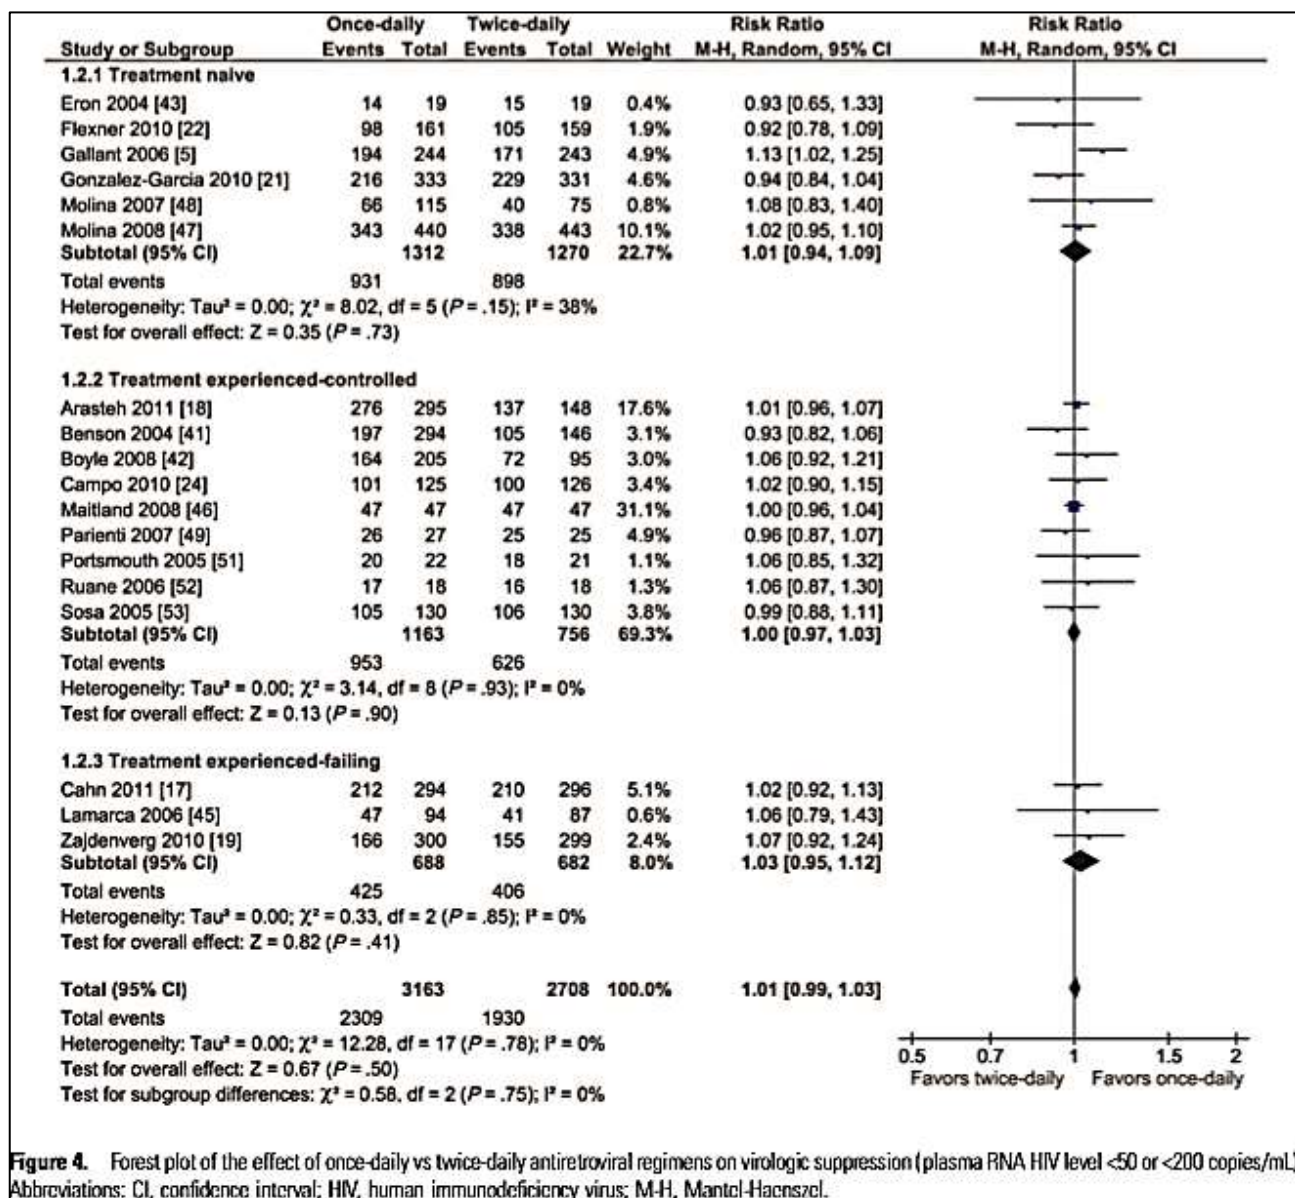 Once-daily Twice-daily Risk Ratio Risk Ratio
Study or Subgroup Events Total Events Total Weight M-H, Random, 95% CI M-H, Random, 95% CI
1.2.1 Treatment naive
Eron 2004 [43] 14 19 15 19 0.4% 0.93 [0.65, 1.33]
Flexner 2010 [22] 98 161 105 159 1.9% 0.92 [0.78, 1.09]
Gallant 2006 [5] 194 244 171 243 4.9% 1.13 [1.02, 1.25]
Gonzalez-Garcia 2010 [21] 216 333 229 331 4.6% 0.94 [0.84, 1.04]
Molina 2007 [48] 66 115 40 75 0.8% 1.08 [0.83, 1.40]
Molina 2008 [47] 343 440 338 443 10.1% 1.02 [0.95, 1.10]
Subtotal (95% CI) 1312 1270 22.7% 1.01 [0.94, 1.09]
Total events 931 898
Heterogeneity: Tau² = 0.00; χ² = 8.02, df = 5 (P = .15); I² = 38%
Test for overall effect: Z = 0.35 (P = .73)
1.2.2 Treatment experienced-controlled
Arasteh 2011 [18] 276 295 137 148 17.6% 1.01 [0.96, 1.07]
Benson 2004 [41] 197 294 105 146 3.1% 0.93 [0.82, 1.06]
Boyle 2008 [42] 164 205 72 95 3.0% 1.06 [0.92, 1.21]
Campo 2010 [24] 101 125 100 126 3.4% 1.02 [0.90, 1.15]
Maitland 2008 [46] 47 47 47 47 31.1% 1.00 [0.96, 1.04]
Parienti 2007 [49] 26 27 25 25 4.9% 0.96 [0.87, 1.07]
Portsmouth 2005 [51] 20 22 18 21 1.1% 1.06 [0.85, 1.32]
Ruane 2006 [52] 17 18 16 18 1.3% 1.06 [0.87, 1.30]
Sosa 2005 [53] 105 130 106 130 3.8% 0.99 [0.88, 1.11]
Subtotal (95% CI) 1163 756 69.3% 1.00 [0.97, 1.03]
Total events 953 626
Heterogeneity: Tau² = 0.00; χ² = 3.14, df = 8 (P = .93); I² = 0%
Test for overall effect: Z = 0.13 (P = .90)
1.2.3 Treatment experienced-failing
Cahn 2011 [17] 212 294 210 296 5.1% 1.02 [0.92, 1.13]
Lamarca 2006 [45] 47 94 41 87 0.6% 1.06 [0.79, 1.43]
Zajdenverg 2010 [19] 166 300 155 299 2.4% 1.07 [0.92, 1.24]
Subtotal (95% CI) 688 682 8.0% 1.03 [0.95, 1.12]
Total events 425 406
Heterogeneity: Tau² = 0.00; χ² = 0.33, df = 2 (P = .85); I² = 0%
Test for overall effect: Z = 0.82 (P = .41)
Total (95% CI) 3163 2708 100.0% 1.01 [0.99, 1.03]
Total events 2309 1930
Heterogeneity: Tau² = 0.00; χ² = 12.28, df = 17 (P = .78); I² = 0%
Test for overall effect: Z = 0.67 (P = .50)
Test for subgroup differences: χ² = 0.58, df = 2 (P = .75); I² = 0%
0.5 0.7 1 1.5 2
Favors twice-daily Favors once-daily
Figure 4. Forest plot of the effect of once-daily vs twice-daily antiretroviral regimens on virologic suppression (plasma RNA HIV level <50 or <200 copies/mL)
Abbreviations: CI, confidence interval; HIV, human immunodeficiency virus; M-H, Mantel-Haenszel.